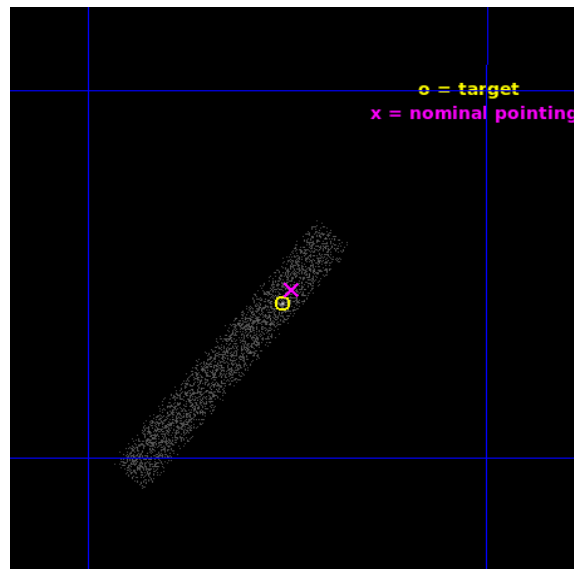 o = target
x = nominal pointing